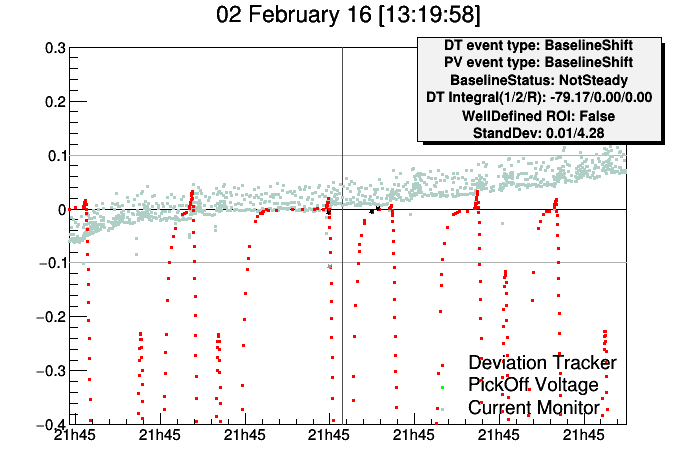 02 February 16 [13:19:58]
DT event type: BaselineShift
PV event type: BaselineShift
BaselineStatus: NotSteady
DT Integral(1/2/R): -79.17/0.00/0.00
WellDefined ROI: False
StandDev: 0.01/4.28
0.3
0.2
0.1
0
−0.1
−0.2
−0.3
−0.4
Deviation Tracker
PickOff Voltage
Current Monitor
21h45 21h45 21h45 21h45 21h45 21h45 21h45